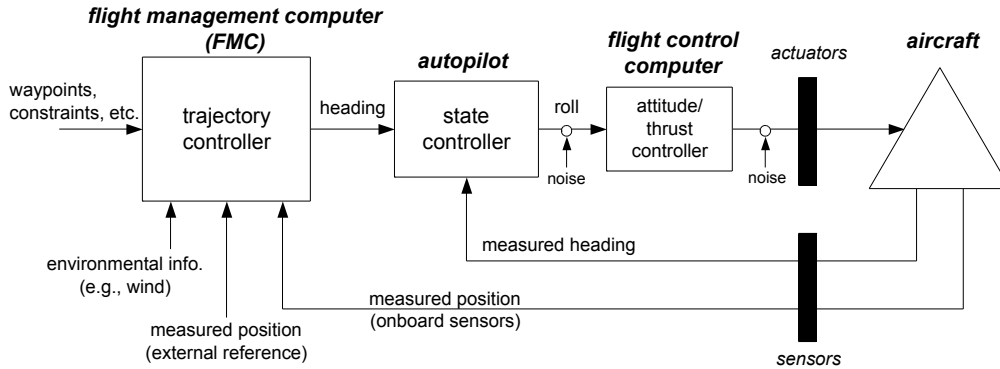 flight management computer
(FMC)
autopilot
flight control
computer
actuators
aircraft
waypoints,
constraints, etc.
trajectory
controller
heading
state
controller
roll
noise
attitude/
thrust
controller
noise
measured heading
environmental info.
(e.g., wind)
measured position
(onboard sensors)
measured position
(external reference)
sensors